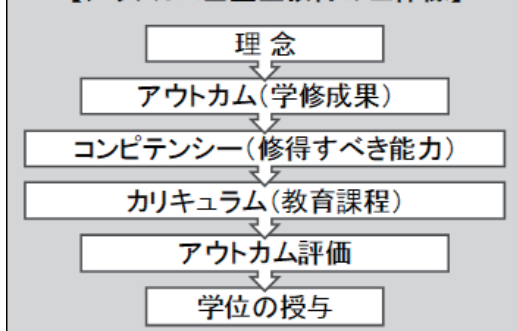 理 念
アウトカム（学修成果）
コンピテンシー（修得すべき能力）
カリキュラム（教育課程）
アウトカム評価
学位の授与